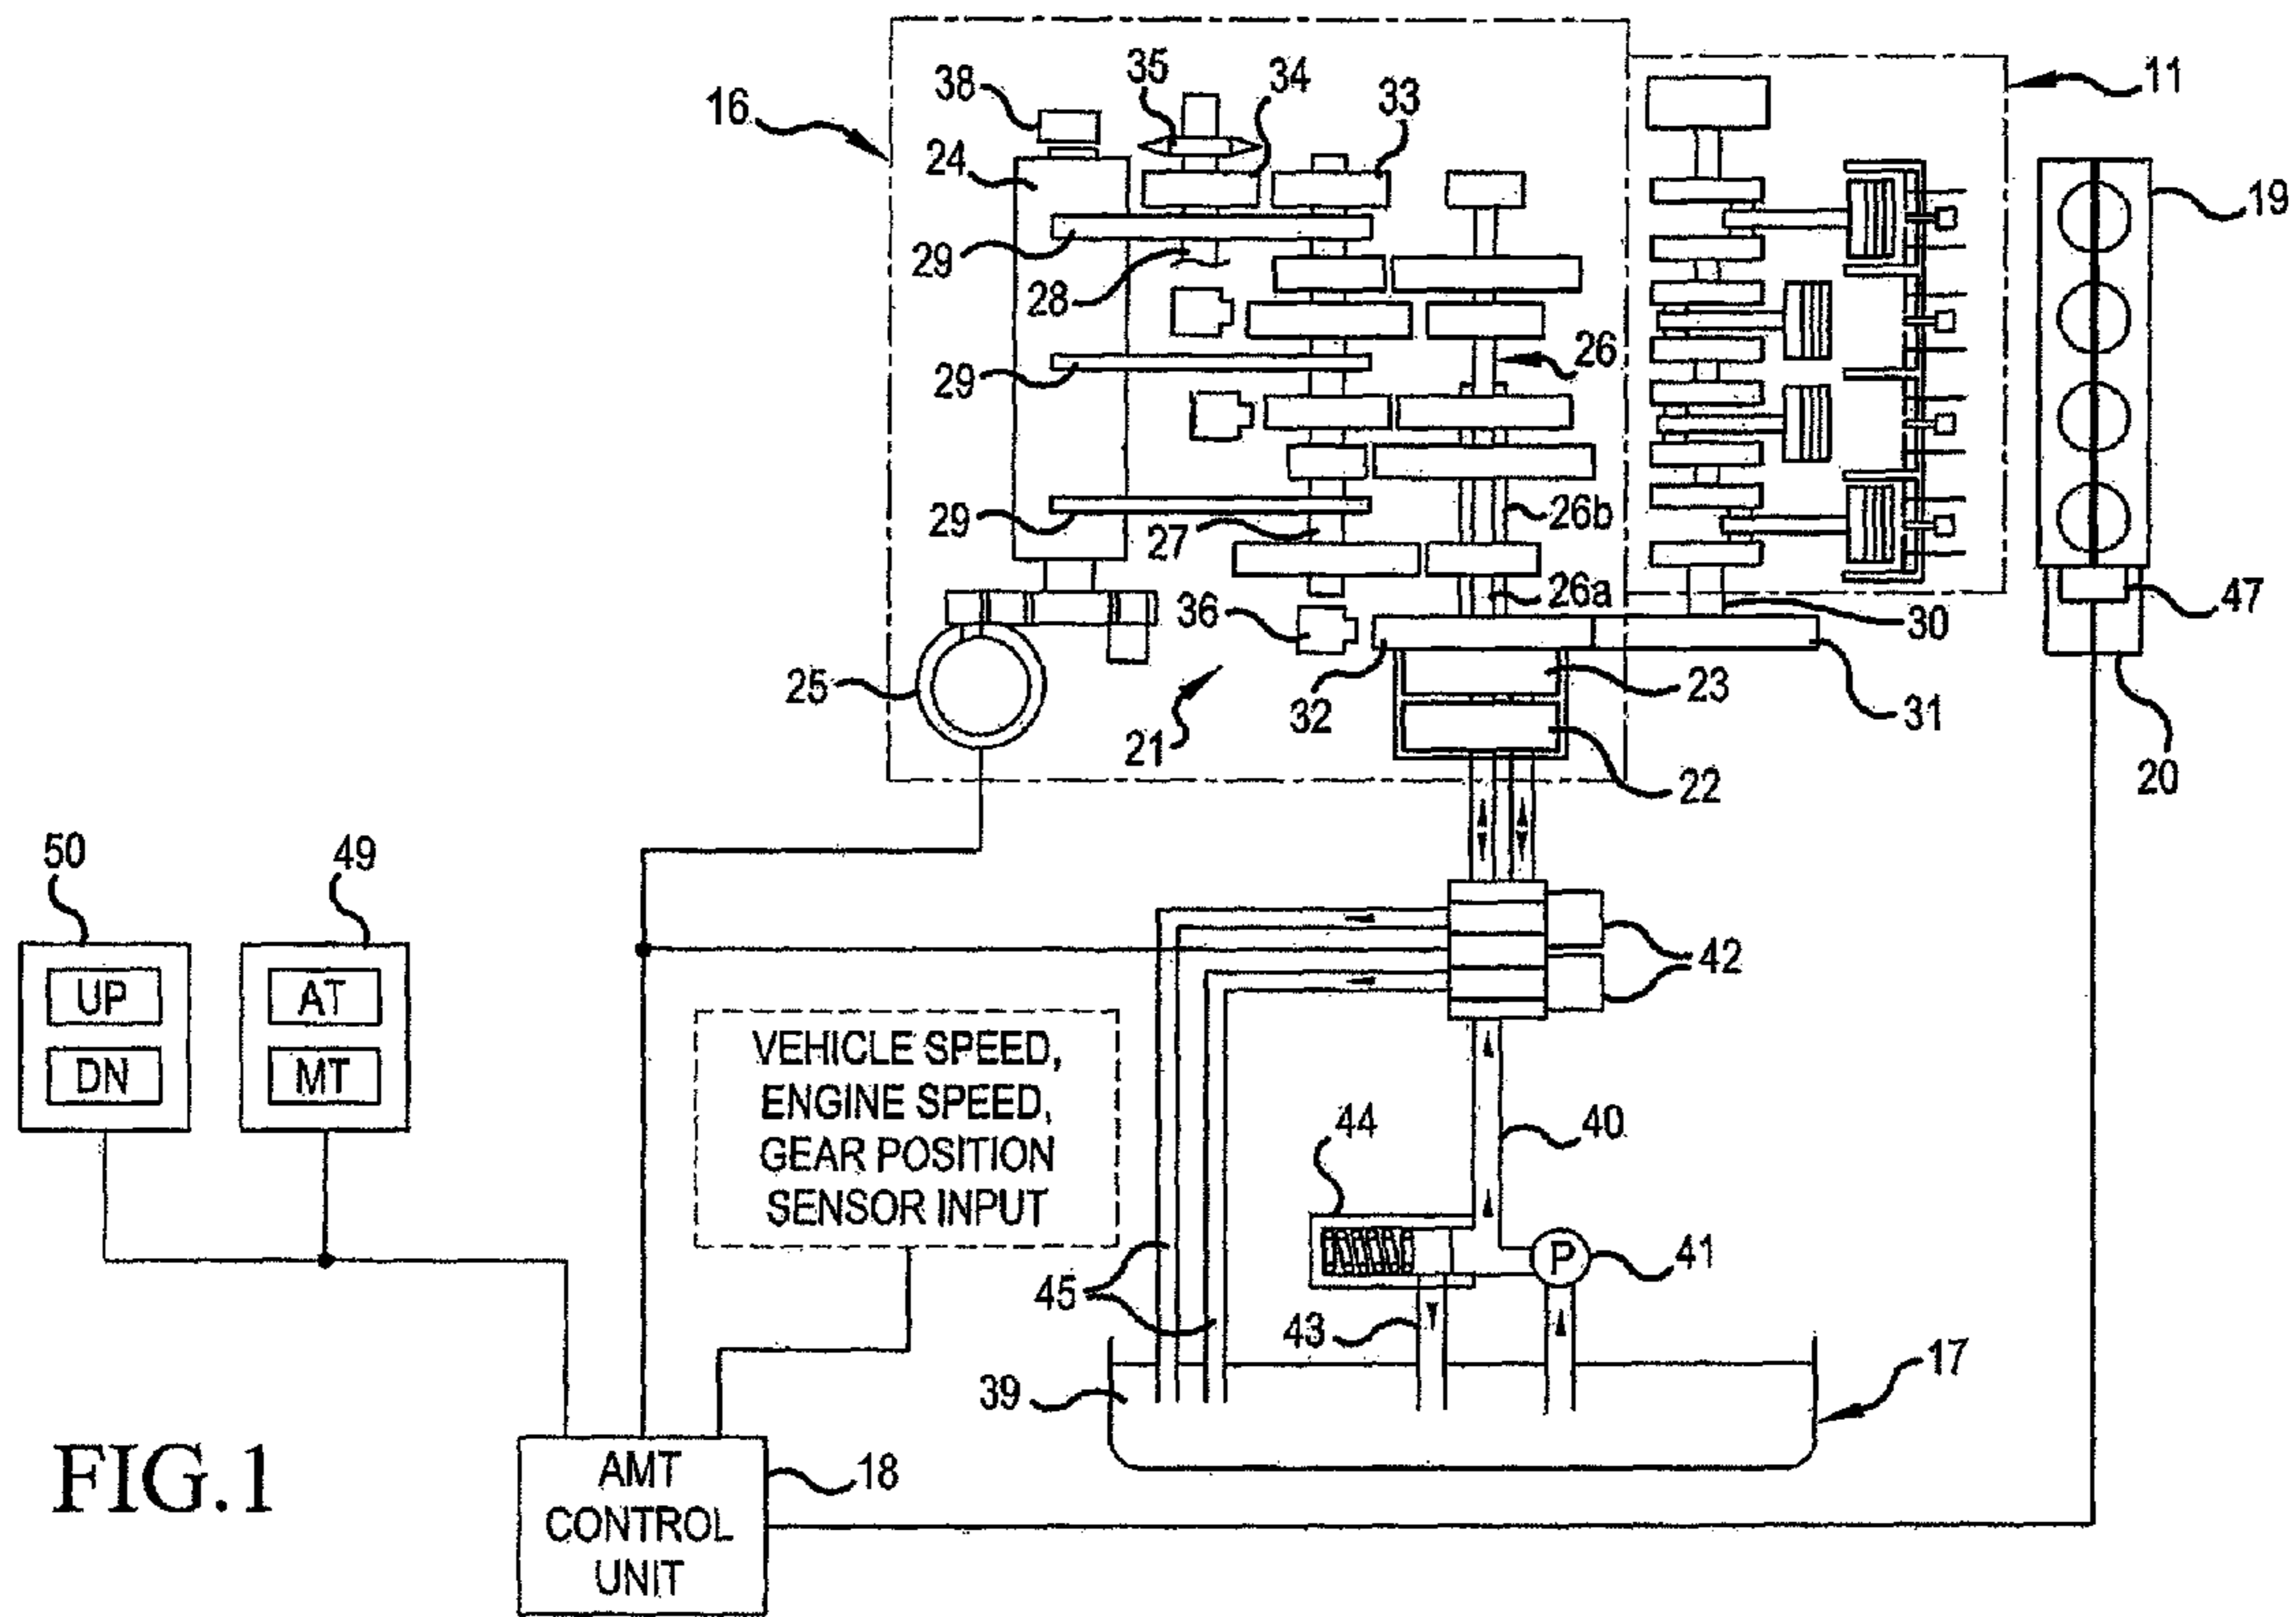 35
34
33
11
38
16
24
19
29
28
26
29
26b
29
27
26a
47
36
30
25
23
32
31
21
22
20
50
49
42
UP
AT
DN
MT
VEHICLE SPEED,
ENGINE SPEED,
GEAR POSITION
SENSOR INPUT
44
40
P
41
45
43
17
39
FIG.1
AMT
CONTROL
UNIT
18